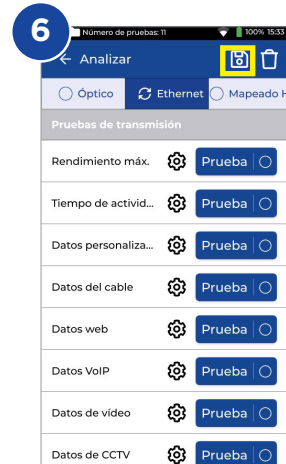 6
Número de pruebas: 11 100% 15:33
Analizar
Óptico Ethernet Mapeado H
Pruebas de transmisión
Rendimiento máx. Prueba
Tiempo de activid... Prueba
Datos personaliza... Prueba
Datos del cable Prueba
Datos web Prueba
Datos VoIP Prueba
Datos de vídeo Prueba
Datos de CCTV Prueba